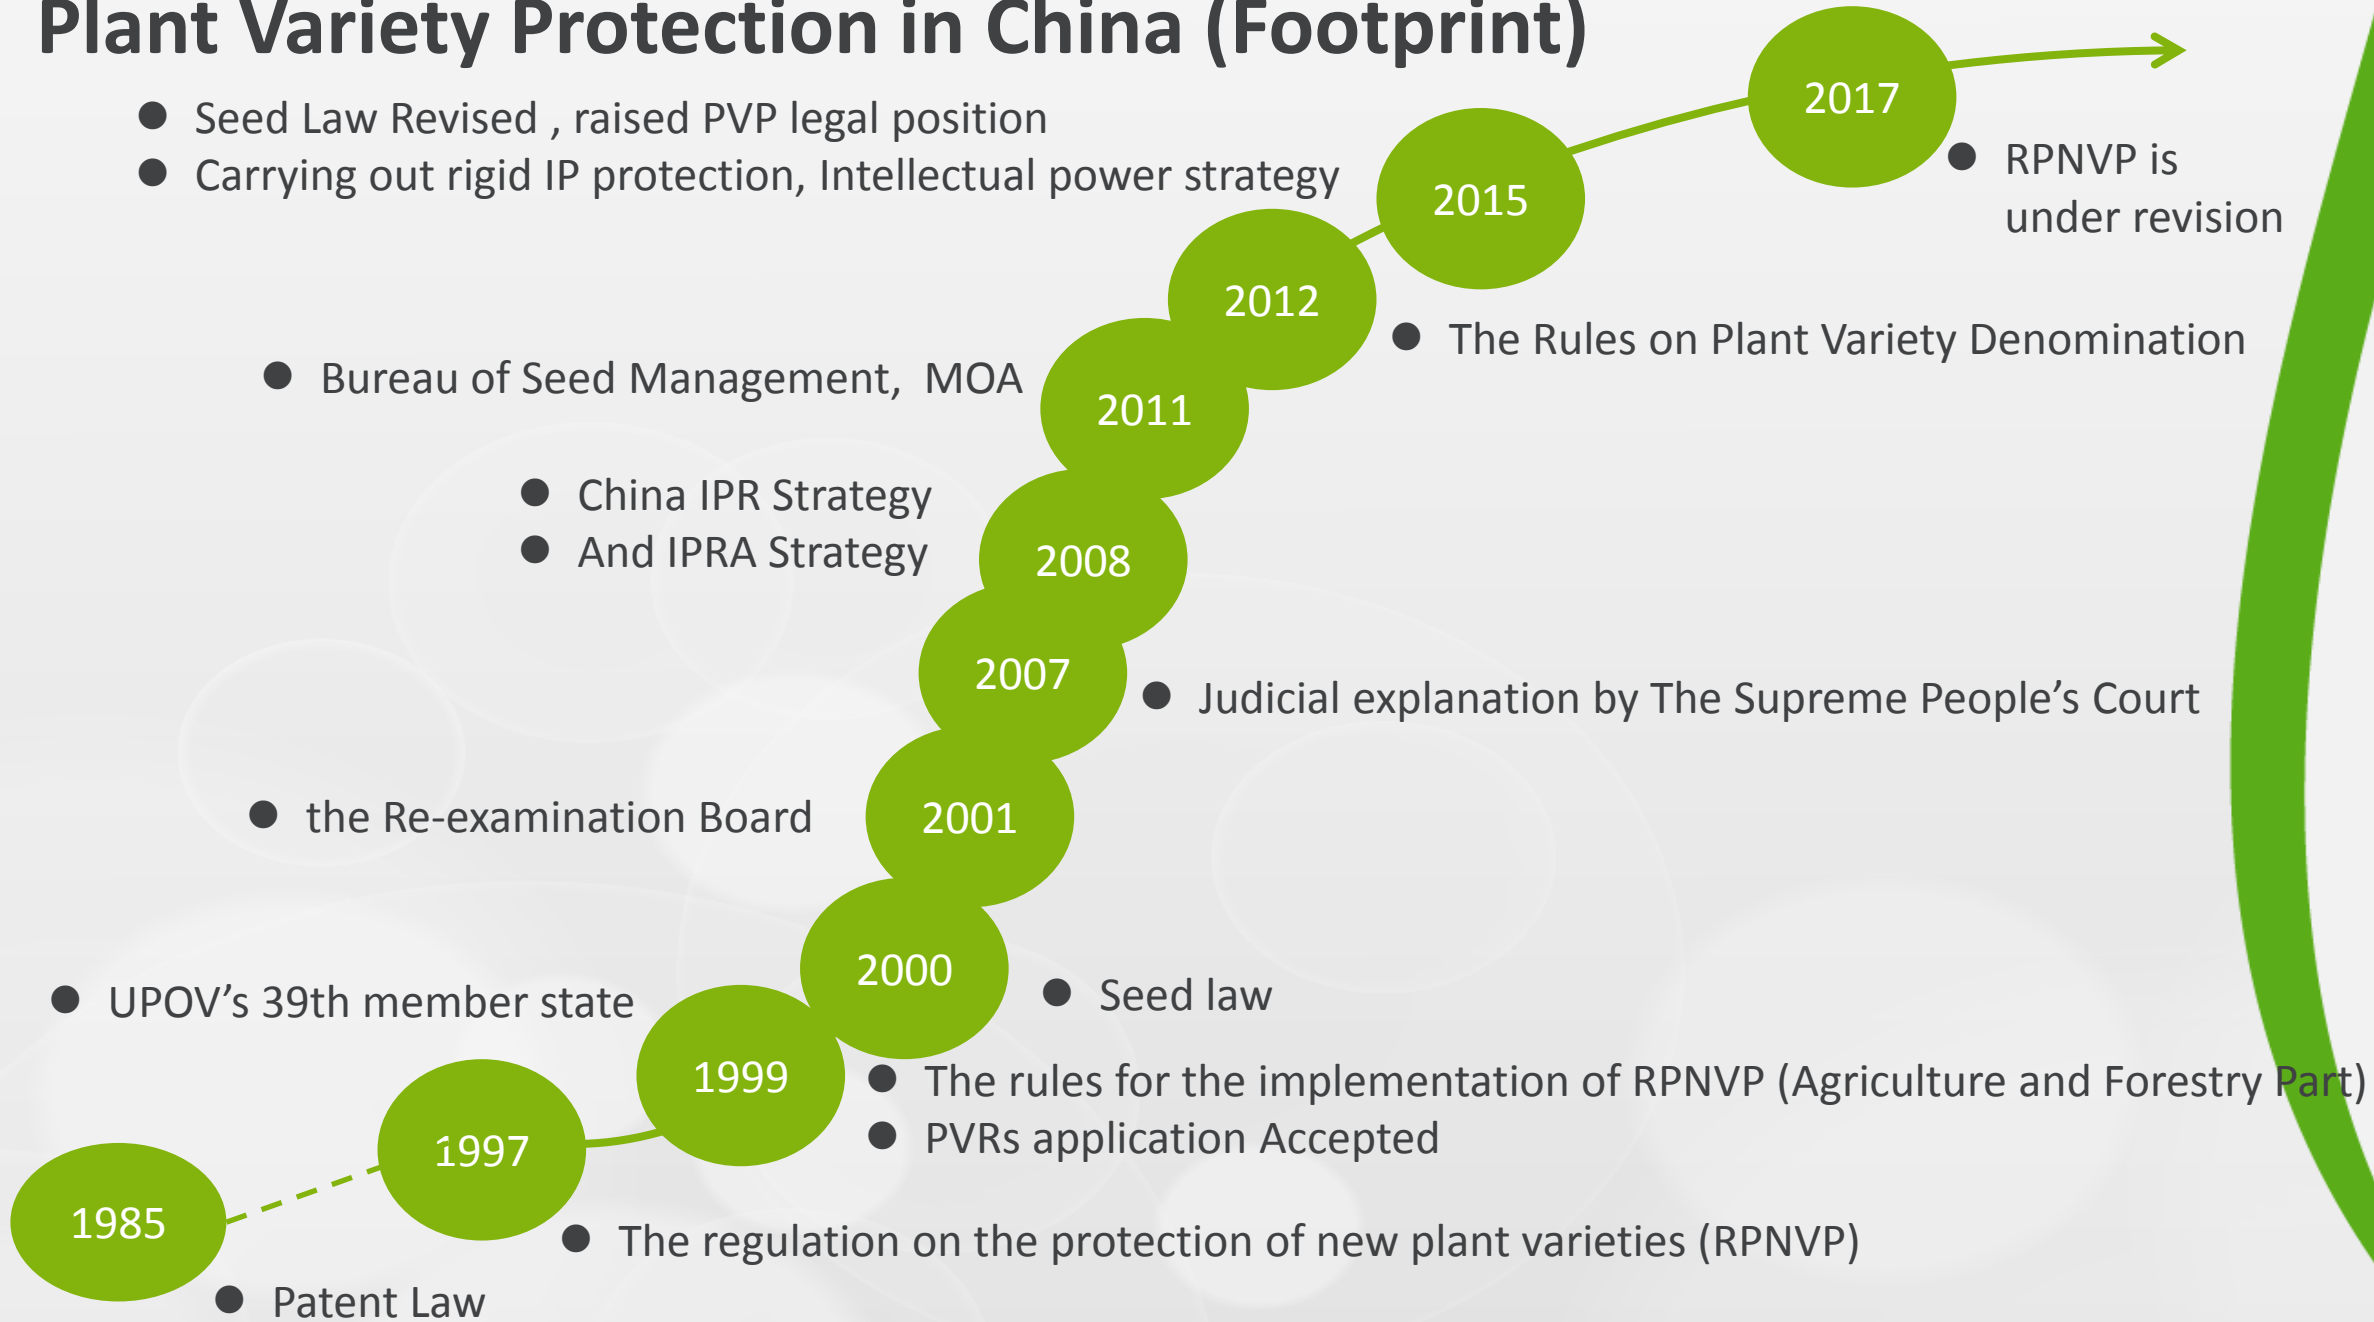 Plant Variety Protection in China (Footprint)
● Seed Law Revised , raised PVP legal position
● Carrying out rigid IP protection, Intellectual power strategy
2017
● RPNVP is
under revision
2015
2012
● The Rules on Plant Variety Denomination
● Bureau of Seed Management, MOA
2011
● China IPR Strategy
● And IPRA Strategy
2008
2007
● Judicial explanation by The Supreme People’s Court
● the Re-examination Board
2001
2000
● Seed law
● UPOV’s 39th member state
1999
● The rules for the implementation of RPNVP (Agriculture and Forestry Part)
● PVRs application Accepted
1997
● The regulation on the protection of new plant varieties (RPNVP)
1985
● Patent Law